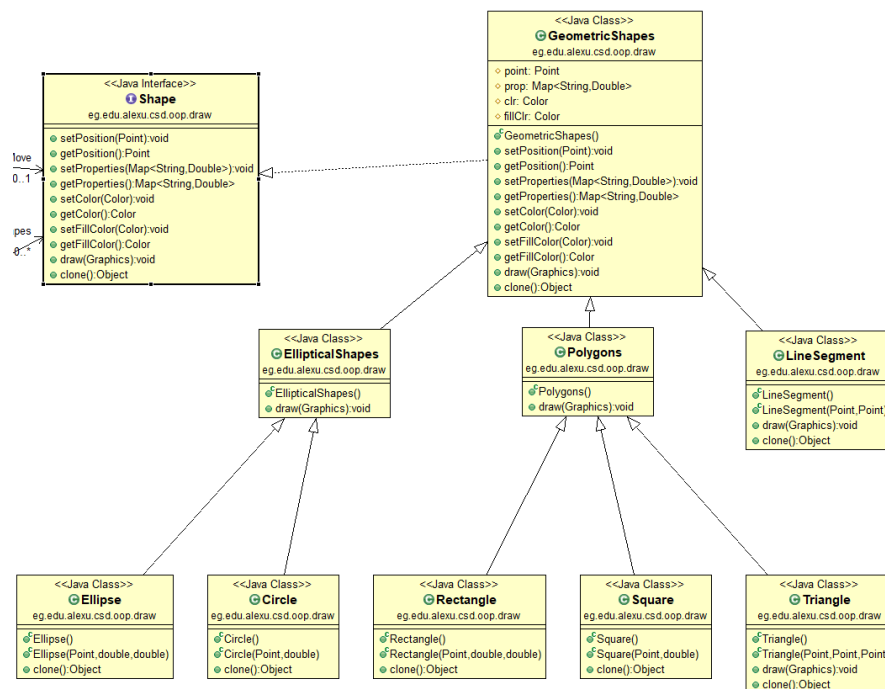 <<Java Class>>
GeometricShapes
eg.edu.alexu.csd.oop.draw
point: Point
prop: Map<String,Double>
clr: Color
fillClr: Color
GeometricShapes()
setPosition(Point):void
getPosition():Point
setProperties(Map<String,Double>):void
getProperties():Map<String,Double>
setColor(Color):void
getColor():Color
setFillColor(Color):void
getFillColor():Color
draw(Graphics):void
clone():Object
<<Java Interface>>
Shape
eg.edu.alexu.csd.oop.draw
setPosition(Point):void
getPosition():Point
setProperties(Map<String,Double>):void
getProperties():Map<String,Double>
setColor(Color):void
getColor():Color
setFillColor(Color):void
getFillColor():Color
draw(Graphics):void
clone():Object
0..1
0..*
<<Java Class>>
EllipticalShapes
eg.edu.alexu.csd.oop.draw
EllipticalShapes()
draw(Graphics):void
<<Java Class>>
Polygons
eg.edu.alexu.csd.oop.draw
Polygons()
draw(Graphics):void
<<Java Class>>
LineSegment
eg.edu.alexu.csd.oop.draw
LineSegment()
LineSegment(Point,Point)
draw(Graphics):void
clone():Object
<<Java Class>>
Ellipse
eg.edu.alexu.csd.oop.draw
Ellipse()
Ellipse(Point,double,double)
clone():Object
<<Java Class>>
Circle
eg.edu.alexu.csd.oop.draw
Circle()
Circle(Point,double)
clone():Object
<<Java Class>>
Rectangle
eg.edu.alexu.csd.oop.draw
Rectangle()
Rectangle(Point,double,double)
clone():Object
<<Java Class>>
Square
eg.edu.alexu.csd.oop.draw
Square()
Square(Point,double)
clone():Object
<<Java Class>>
Triangle
eg.edu.alexu.csd.oop.draw
Triangle()
Triangle(Point,Point,Point)
draw(Graphics):void
clone():Object